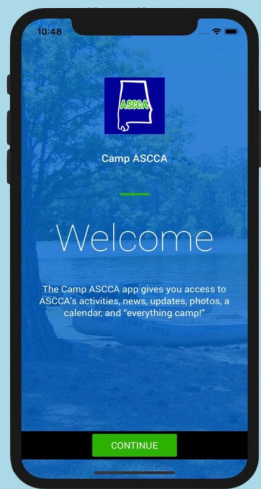 10:48
ASCCA
Camp ASCCA
Welcome
The Camp ASCCA app gives you access to
ASCCA's activities, news, updates, photos, a
calendar, and "everything camp!"
CONTINUE